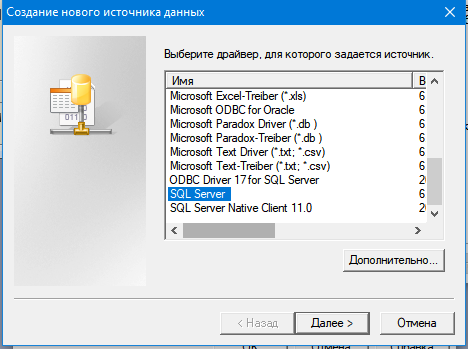 Создание нового источника данных
Выберите драйвер, для которого задается источник.
Имя В
Microsoft Excel-Treiber (*.xls) 6
Microsoft ODBC for Oracle 6
Microsoft Paradox Driver (*.db ) 6
Microsoft Paradox-Treiber (*.db ) 6
Microsoft Text Driver (*.txt; *.csv) 6
Microsoft Text-Treiber (*.txt; *.csv) 6
ODBC Driver 17 for SQL Server 2
SQL Server 6
SQL Server Native Client 11.0 2
Дополнительно...
< Назад
Далее >
Отмена